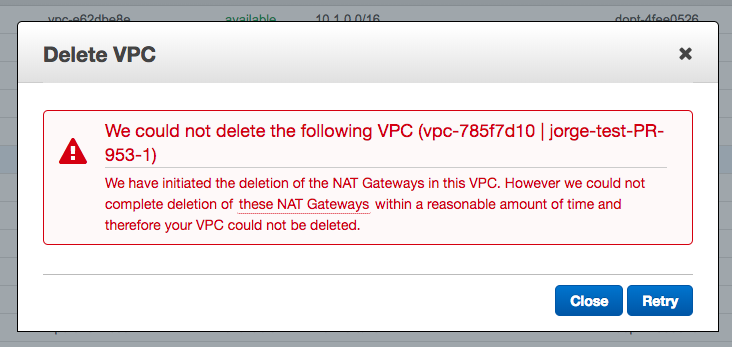 vpc-e62dbe8e available 10.1.0.0/16 dopt-4fee0526
Delete VPC
We could not delete the following VPC (vpc-785f7d10 | jorge-test-PR-
953-1)
We have initiated the deletion of the NAT Gateways in this VPC. However we could not
complete deletion of these NAT Gateways within a reasonable amount of time and
therefore your VPC could not be deleted.
Close Retry